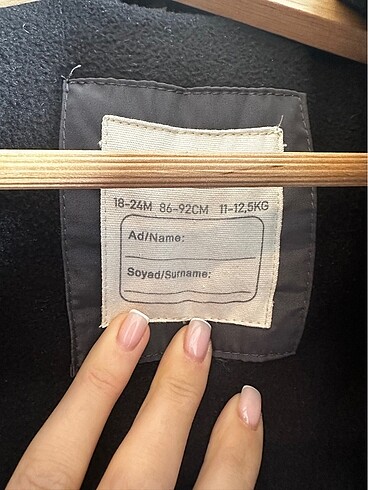 18-24M 86-92CM 11-12,5KG
Ad/Name:
Soyad/Surname: